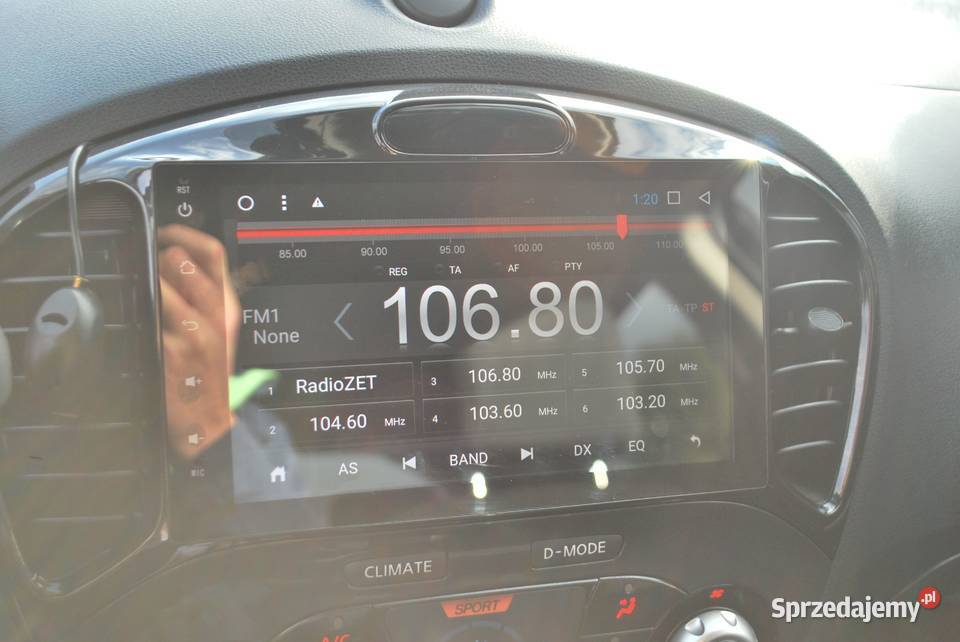 RST
1:20
85.00 90.00 95.00 100.00 105.00 110.00
REG TA AF PTY
FM1
None
106.80
TA TP ST
1 RadioZET
3 106.80 MHz
5 105.70 MHz
2 104.60 MHz
4 103.60 MHz
6 103.20 MHz
AS BAND DX EQ
MIC
CLIMATE D-MODE
SPORT
A/C
Sprzedajemy.pl